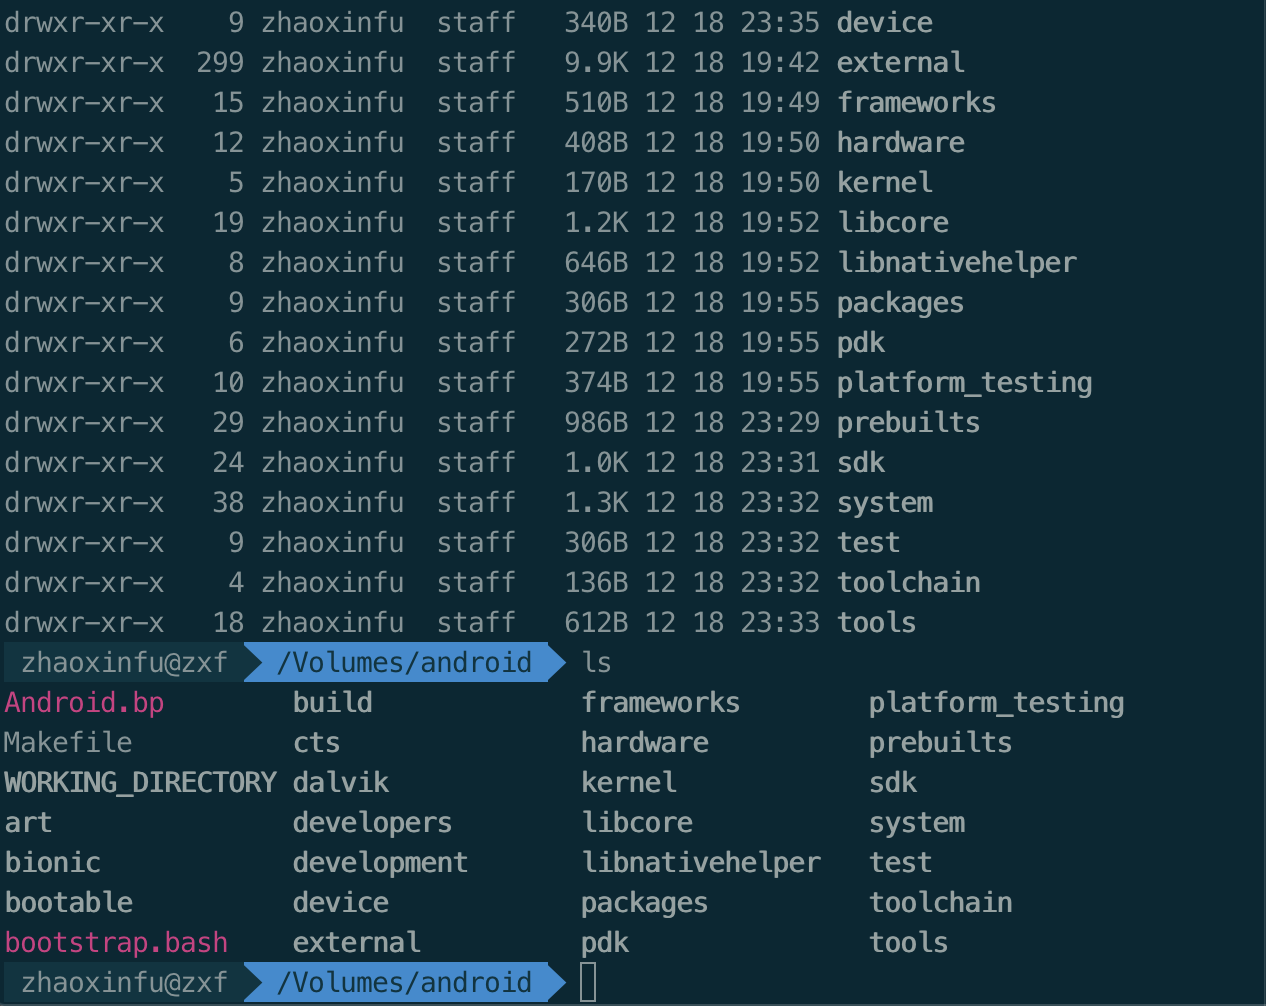 drwxr-xr-x    9 zhaoxinfu  staff   340B 12 18 23:35 device
drwxr-xr-x  299 zhaoxinfu  staff   9.9K 12 18 19:42 external
drwxr-xr-x   15 zhaoxinfu  staff   510B 12 18 19:49 frameworks
drwxr-xr-x   12 zhaoxinfu  staff   408B 12 18 19:50 hardware
drwxr-xr-x    5 zhaoxinfu  staff   170B 12 18 19:50 kernel
drwxr-xr-x   19 zhaoxinfu  staff   1.2K 12 18 19:52 libcore
drwxr-xr-x    8 zhaoxinfu  staff   646B 12 18 19:52 libnativehelper
drwxr-xr-x    9 zhaoxinfu  staff   306B 12 18 19:55 packages
drwxr-xr-x    6 zhaoxinfu  staff   272B 12 18 19:55 pdk
drwxr-xr-x   10 zhaoxinfu  staff   374B 12 18 19:55 platform_testing
drwxr-xr-x   29 zhaoxinfu  staff   986B 12 18 23:29 prebuilts
drwxr-xr-x   24 zhaoxinfu  staff   1.0K 12 18 23:31 sdk
drwxr-xr-x   38 zhaoxinfu  staff   1.3K 12 18 23:32 system
drwxr-xr-x    9 zhaoxinfu  staff   306B 12 18 23:32 test
drwxr-xr-x    4 zhaoxinfu  staff   136B 12 18 23:32 toolchain
drwxr-xr-x   18 zhaoxinfu  staff   612B 12 18 23:33 tools
zhaoxinfu@zxf /Volumes/android ls
Android.bp        build             frameworks        platform_testing
Makefile          cts               hardware          prebuilts
WORKING_DIRECTORY dalvik            kernel            sdk
art               developers        libcore           system
bionic            development       libnativehelper   test
bootable          device            packages          toolchain
bootstrap.bash    external          pdk               tools
zhaoxinfu@zxf /Volumes/android